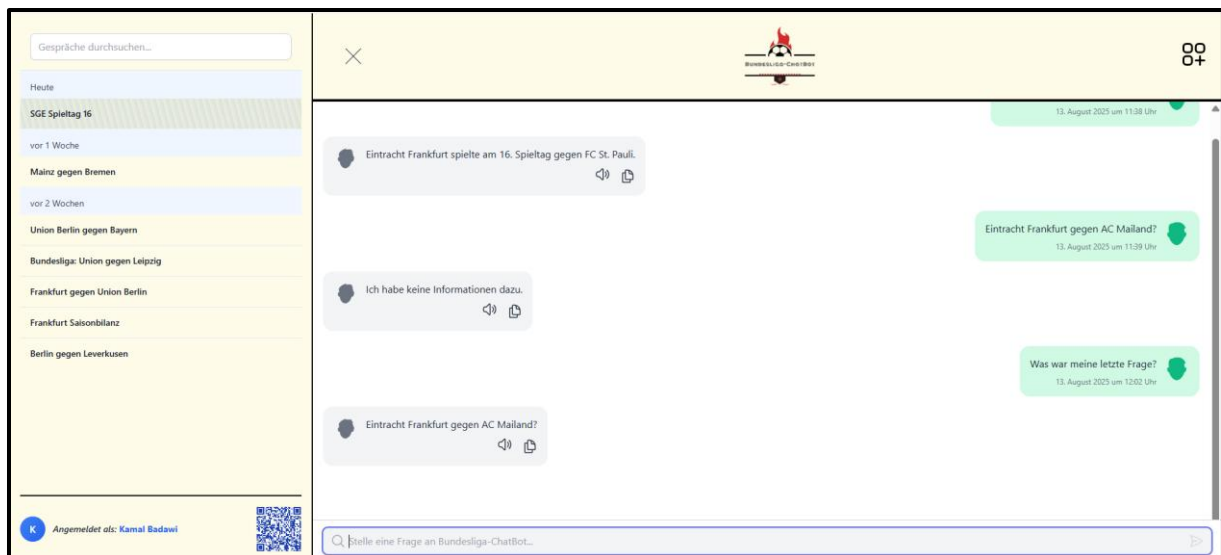 Gespräche durchsuchen...
Heute
SGE Spieltag 16
vor 1 Woche
Mainz gegen Bremen
vor 2 Wochen
Union Berlin gegen Bayern
Bundesliga: Union gegen Leipzig
Frankfurt gegen Union Berlin
Frankfurt Saisonbilanz
Berlin gegen Leverkusen
K
Angemeldet als: Kamal Badawi
Bundesliga-ChatBot
13. August 2025 um 11:38 Uhr
Eintracht Frankfurt spielte am 16. Spieltag gegen FC St. Pauli.
Eintracht Frankfurt gegen AC Mailand?
13. August 2025 um 11:39 Uhr
Ich habe keine Informationen dazu.
Was war meine letzte Frage?
13. August 2025 um 12:02 Uhr
Eintracht Frankfurt gegen AC Mailand?
Stelle eine Frage an Bundesliga-ChatBot...